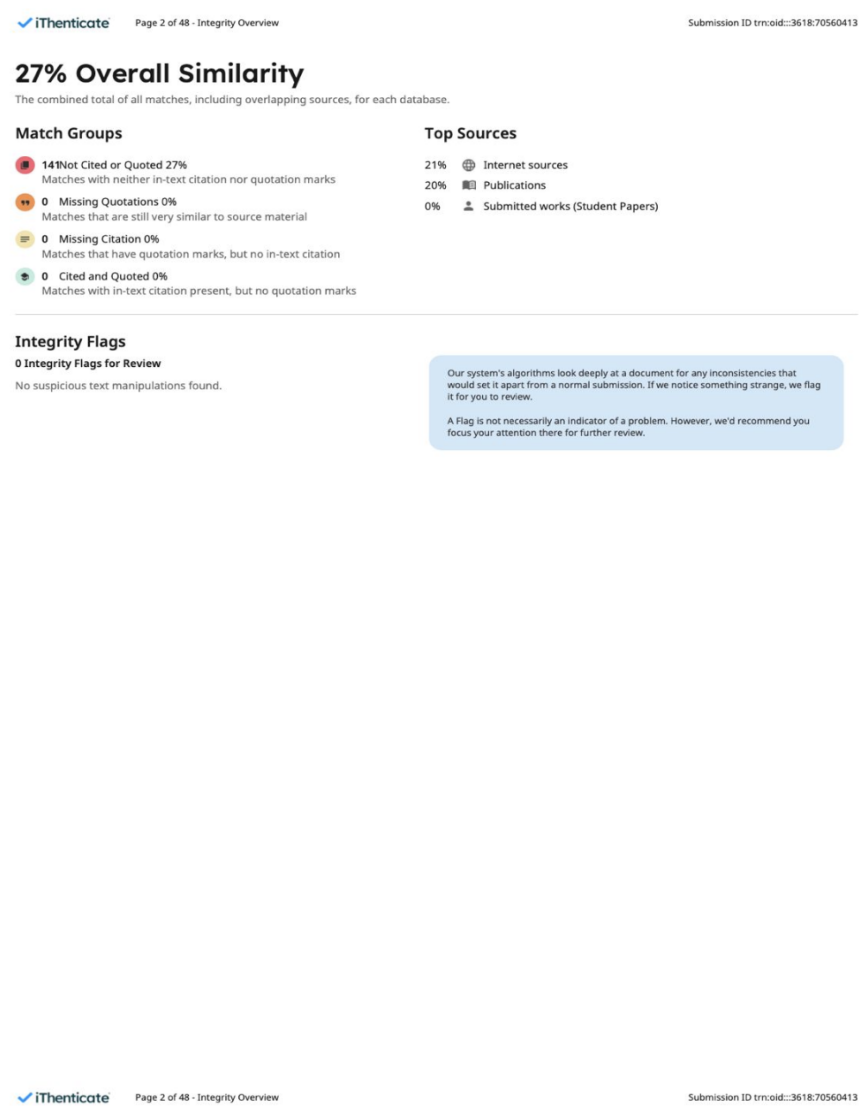 iThenticate Page 2 of 48 - Integrity Overview Submission ID trn:oid:::3618:70560413
27% Overall Similarity
The combined total of all matches, including overlapping sources, for each database.
Match Groups
141Not Cited or Quoted 27%
Matches with neither in-text citation nor quotation marks
0 Missing Quotations 0%
Matches that are still very similar to source material
0 Missing Citation 0%
Matches that have quotation marks, but no in-text citation
0 Cited and Quoted 0%
Matches with in-text citation present, but no quotation marks
Top Sources
21% Internet sources
20% Publications
0% Submitted works (Student Papers)
Integrity Flags
0 Integrity Flags for Review
No suspicious text manipulations found.
Our system's algorithms look deeply at a document for any inconsistencies that
would set it apart from a normal submission. If we notice something strange, we flag
it for you to review.
A Flag is not necessarily an indicator of a problem. However, we'd recommend you
focus your attention there for further review.
iThenticate Page 2 of 48 - Integrity Overview Submission ID trn:oid:::3618:70560413